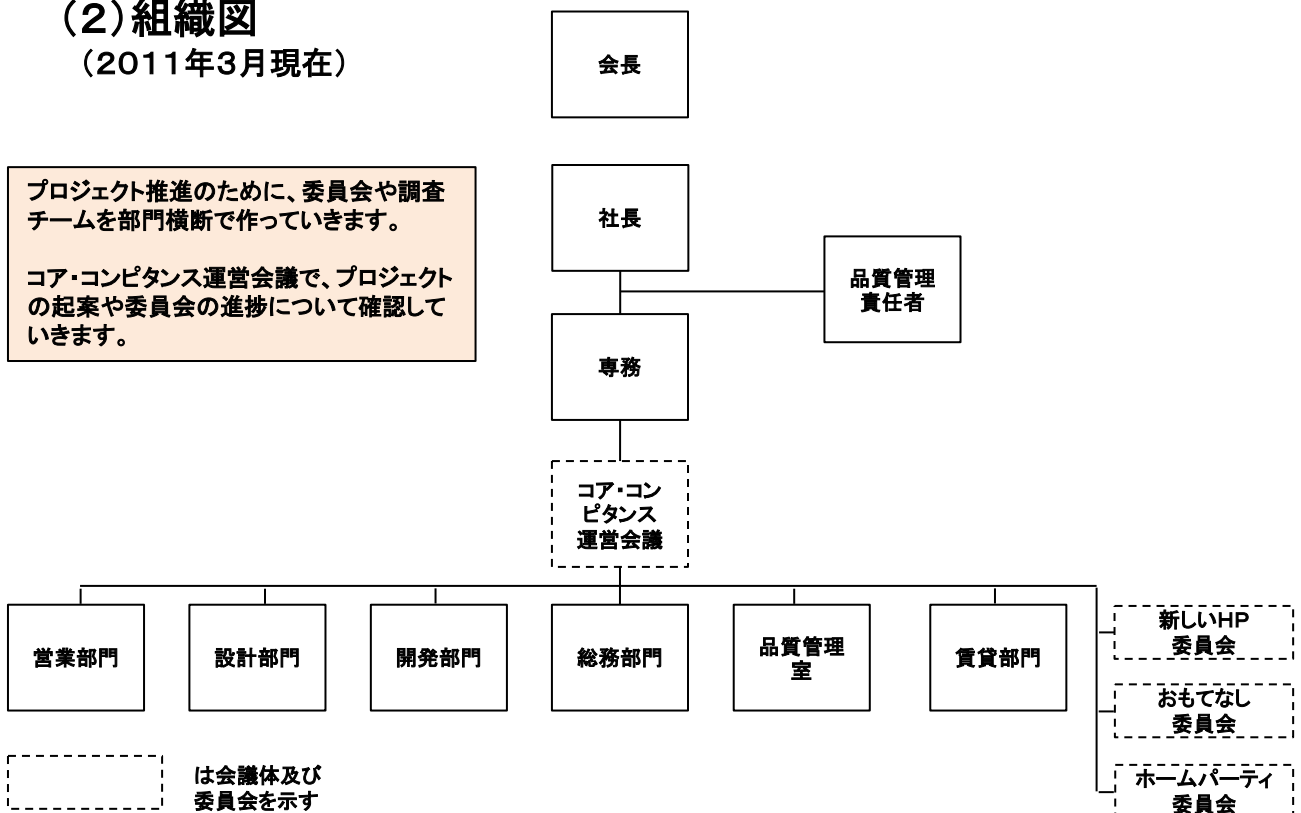 （２）組織図
（２０１１年３月現在）
会長
プロジェクト推進のために、委員会や調査
チームを部門横断で作っていきます。
コア・コンピタンス運営会議で、プロジェクト
の起案や委員会の進捗について確認して
いきます。
社長
品質管理
責任者
専務
コア・コン
ピタンス
運営会議
営業部門
設計部門
開発部門
総務部門
品質管理
室
賃貸部門
新しいＨＰ
委員会
おもてなし
委員会
ホームパーティ
委員会
は会議体及び
委員会を示す